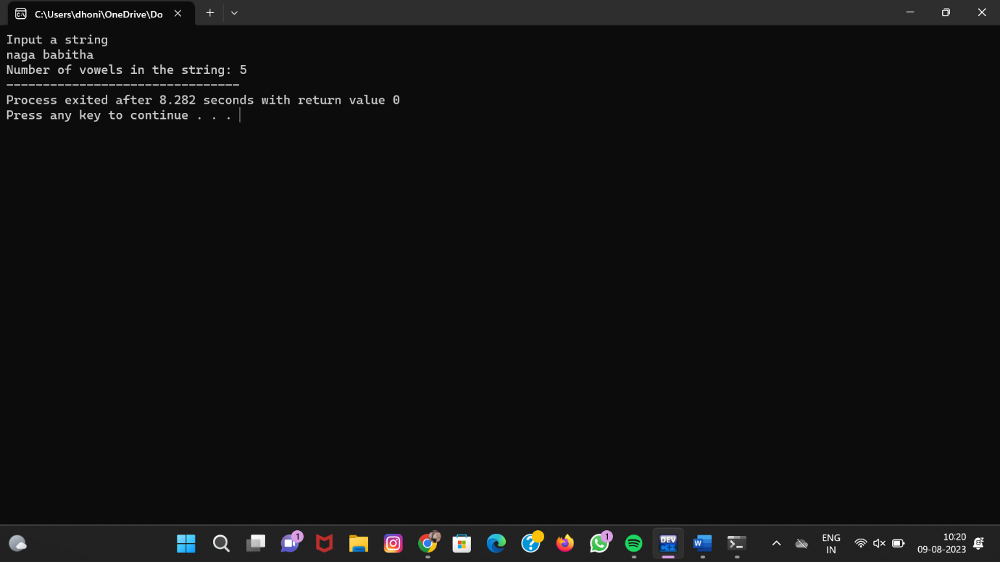 C:\Users\dhoni\OneDrive\Do
Input a string
naga babitha
Number of vowels in the string: 5
--------------------------------
Process exited after 8.282 seconds with return value 0
Press any key to continue . . .
1
1
DEV
C++
W
?
ENG
IN
10:20
09-08-2023